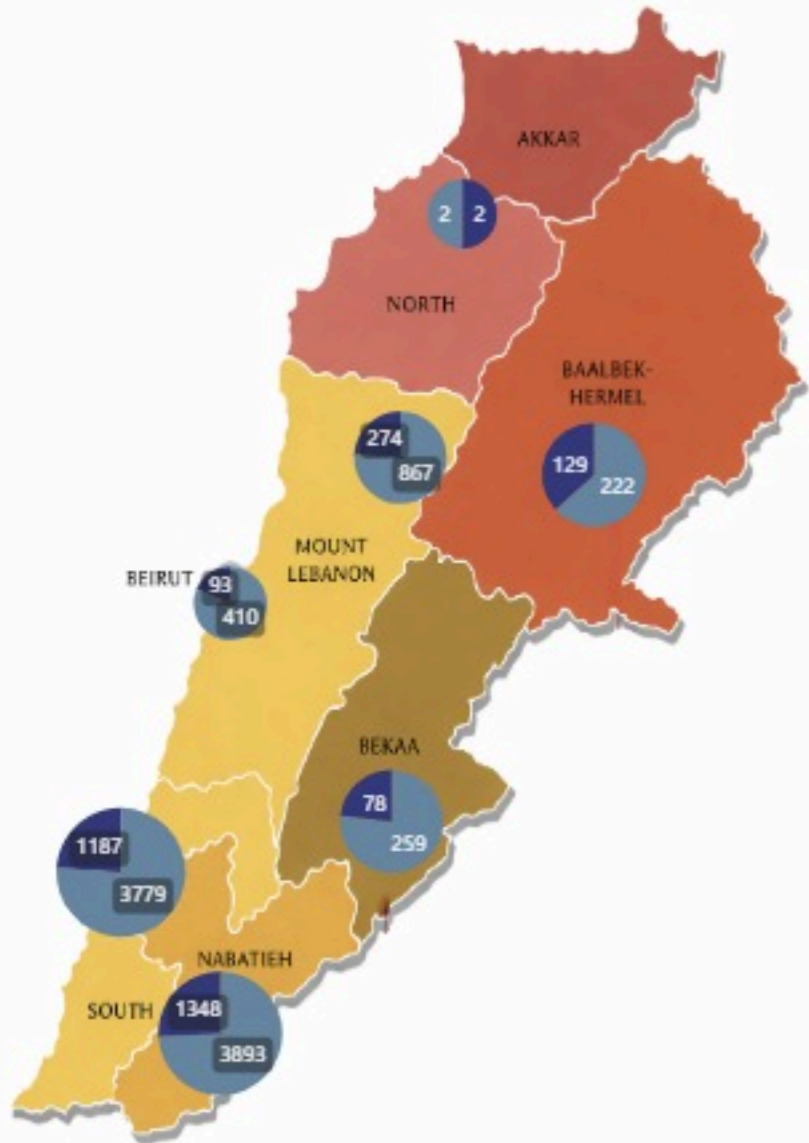 AKKAR
2 2
NORTH
BAALBEK-
HERMEL
274
867
129
222
MOUNT
LEBANON
BEIRUT
93
410
BEKAA
78
259
1187
3779
NABATIEH
SOUTH
1348
3893